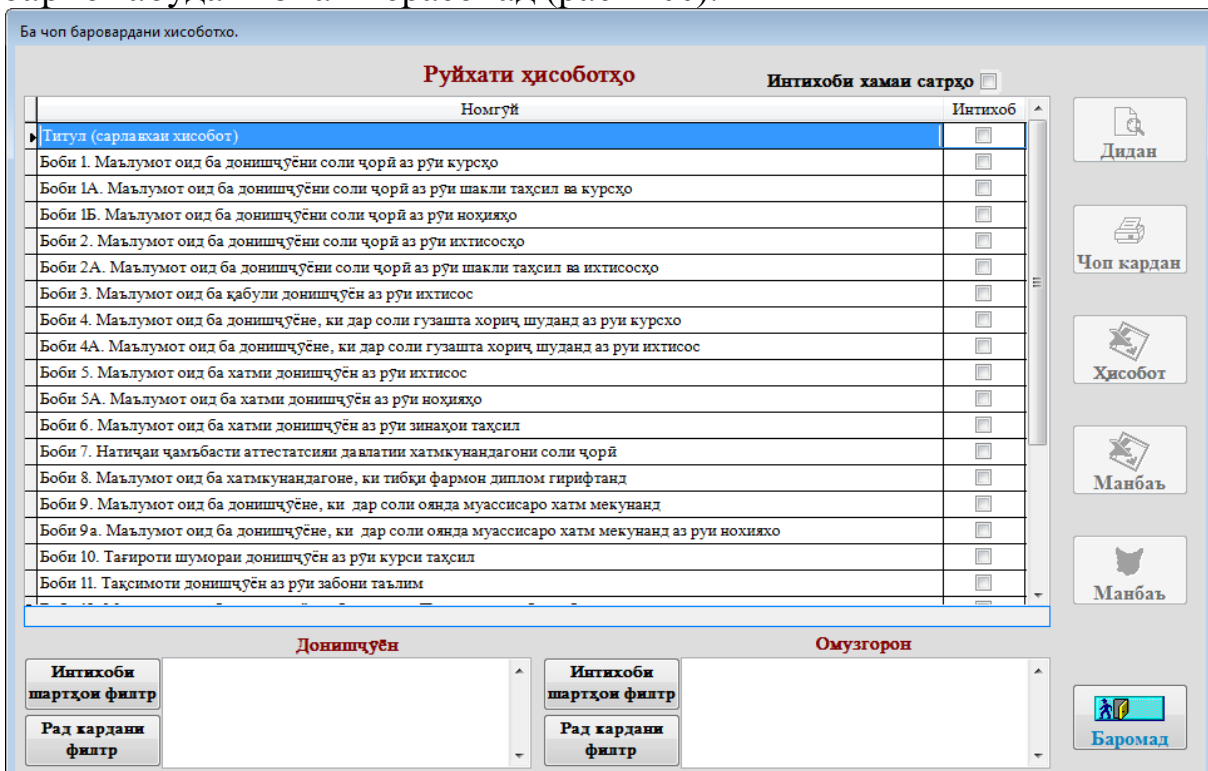 Ба чоп баровардани хисоботхо.
Руйхати ҳисоботҳо
Интихоби хамаи сатрҳо
Номгӯй Интихоб
Титул (сарлавхаи хисобот)
Боби 1. Маълумот оид ба донишҷӯёни соли ҷорӣ аз рӯи курсҳо
Боби 1А. Маълумот оид ба донишҷӯёни соли ҷорӣ аз рӯи шакли таҳсил ва курсҳо
Боби 1Б. Маълумот оид ба донишҷӯёни соли ҷорӣ аз рӯи ноҳияҳо
Боби 2. Маълумот оид ба донишҷӯёни соли ҷорӣ аз рӯи ихтисосҳо
Боби 2А. Маълумот оид ба донишҷӯёни соли ҷорӣ аз рӯи шакли таҳсил ва ихтисосҳо
Боби 3. Маълумот оид ба қабули донишҷӯён аз рӯи ихтисос
Боби 4. Маълумот оид ба донишҷӯёне, ки дар соли гузашта хориҷ шуданд аз руи курсхо
Боби 4А. Маълумот оид ба донишҷӯёне, ки дар соли гузашта хориҷ шуданд аз руи ихтисос
Боби 5. Маълумот оид ба хатми донишҷӯён аз рӯи ихтисос
Боби 5А. Маълумот оид ба хатми донишҷӯён аз рӯи ноҳияҳо
Боби 6. Маълумот оид ба хатми донишҷӯён аз рӯи зинаҳои таҳсил
Боби 7. Натиҷаи ҷамъбасти аттестатсияи давлатии хатмкунандагони соли ҷорӣ
Боби 8. Маълумот оид ба хатмкунандагоне, ки тибқи фармон диплом гирифтанд
Боби 9. Маълумот оид ба донишҷӯёне, ки дар соли оянда муассисаро хатм мекунанд
Боби 9а. Маълумот оид ба донишҷӯёне, ки дар соли оянда муассисаро хатм мекунанд аз руи нохияхо
Боби 10. Тағироти шумораи донишҷӯён аз рӯи курси таҳсил
Боби 11. Тақсимоти донишҷӯён аз рӯи забони таълим
Дидан
Чоп кардан
Ҳисобот
Манбаъ
Манбаъ
Донишҷӯён
Интихоби
шартҳои филтр
Рад кардани
филтр
Омузгорон
Интихоби
шартҳои филтр
Рад кардани
филтр
Баромад